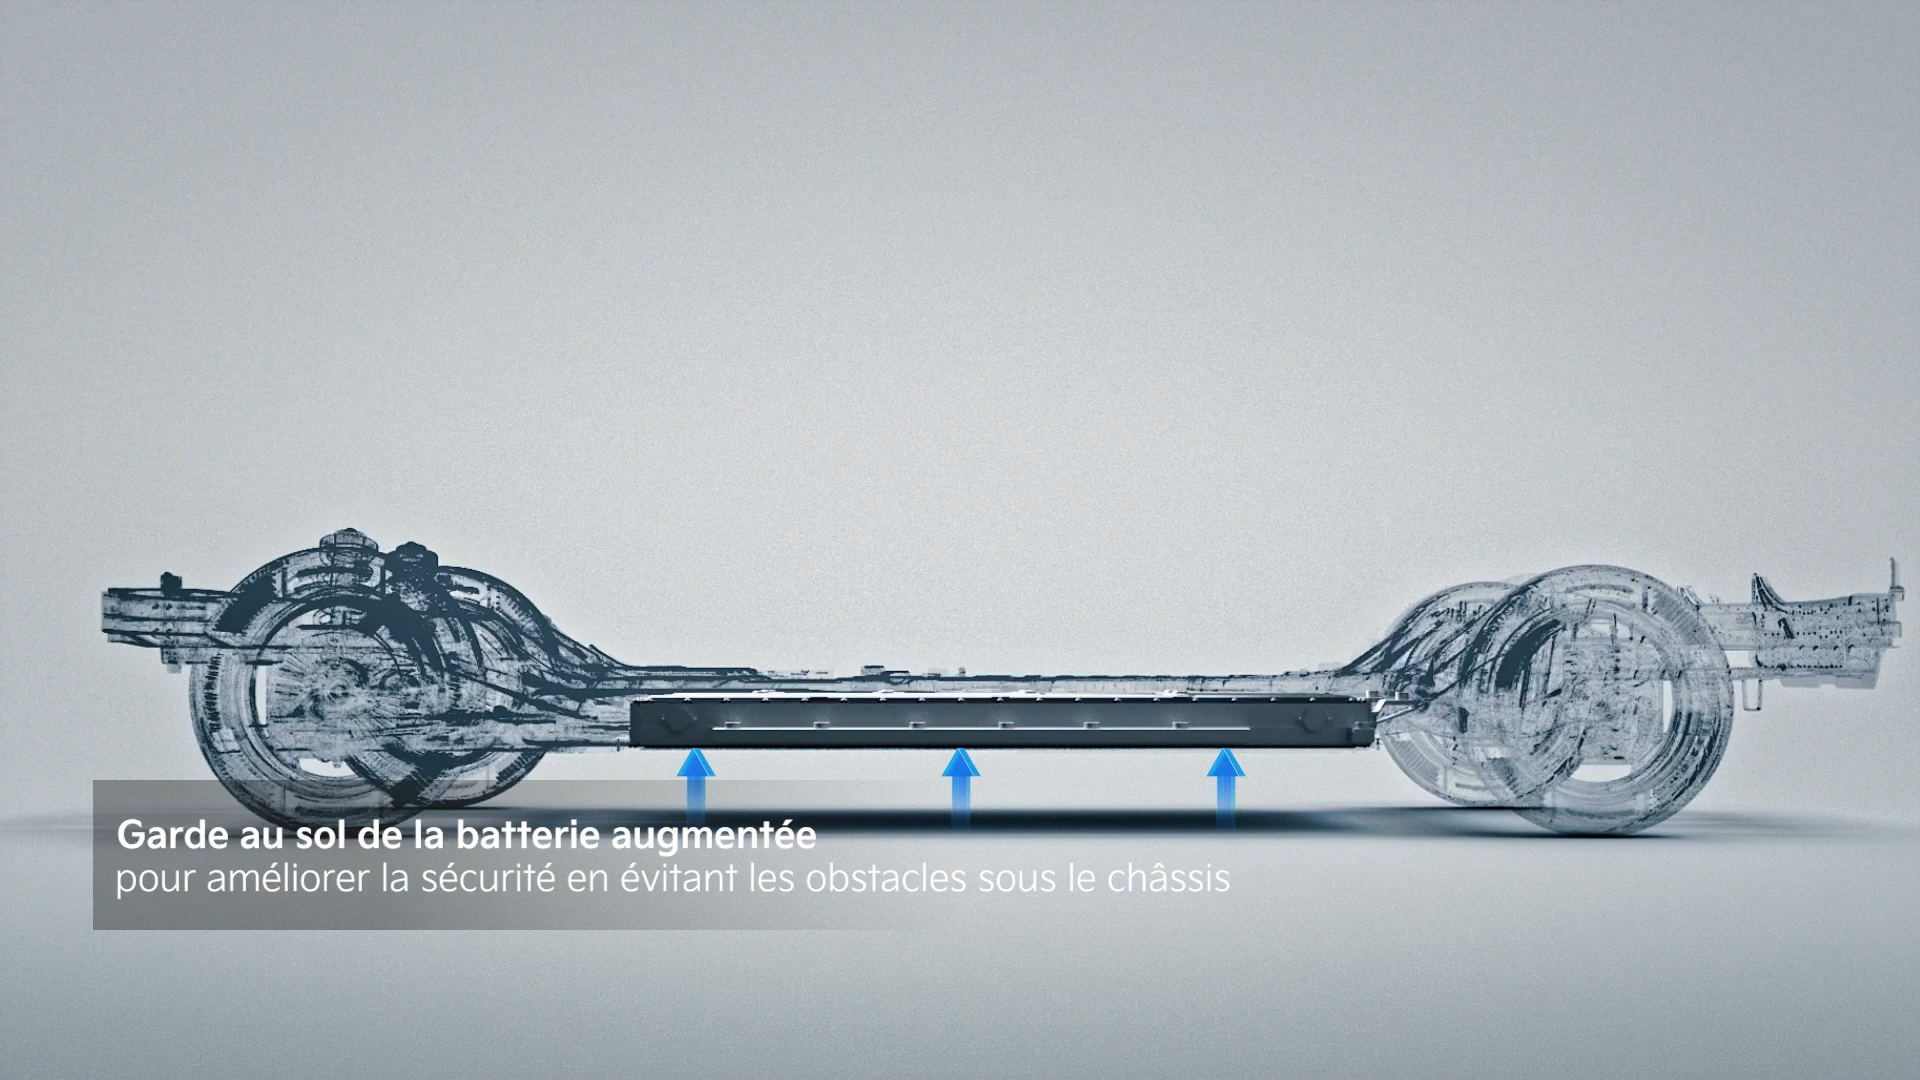 Garde au sol de la batterie augmentée
pour améliorer la sécurité en évitant les obstacles sous le châssis